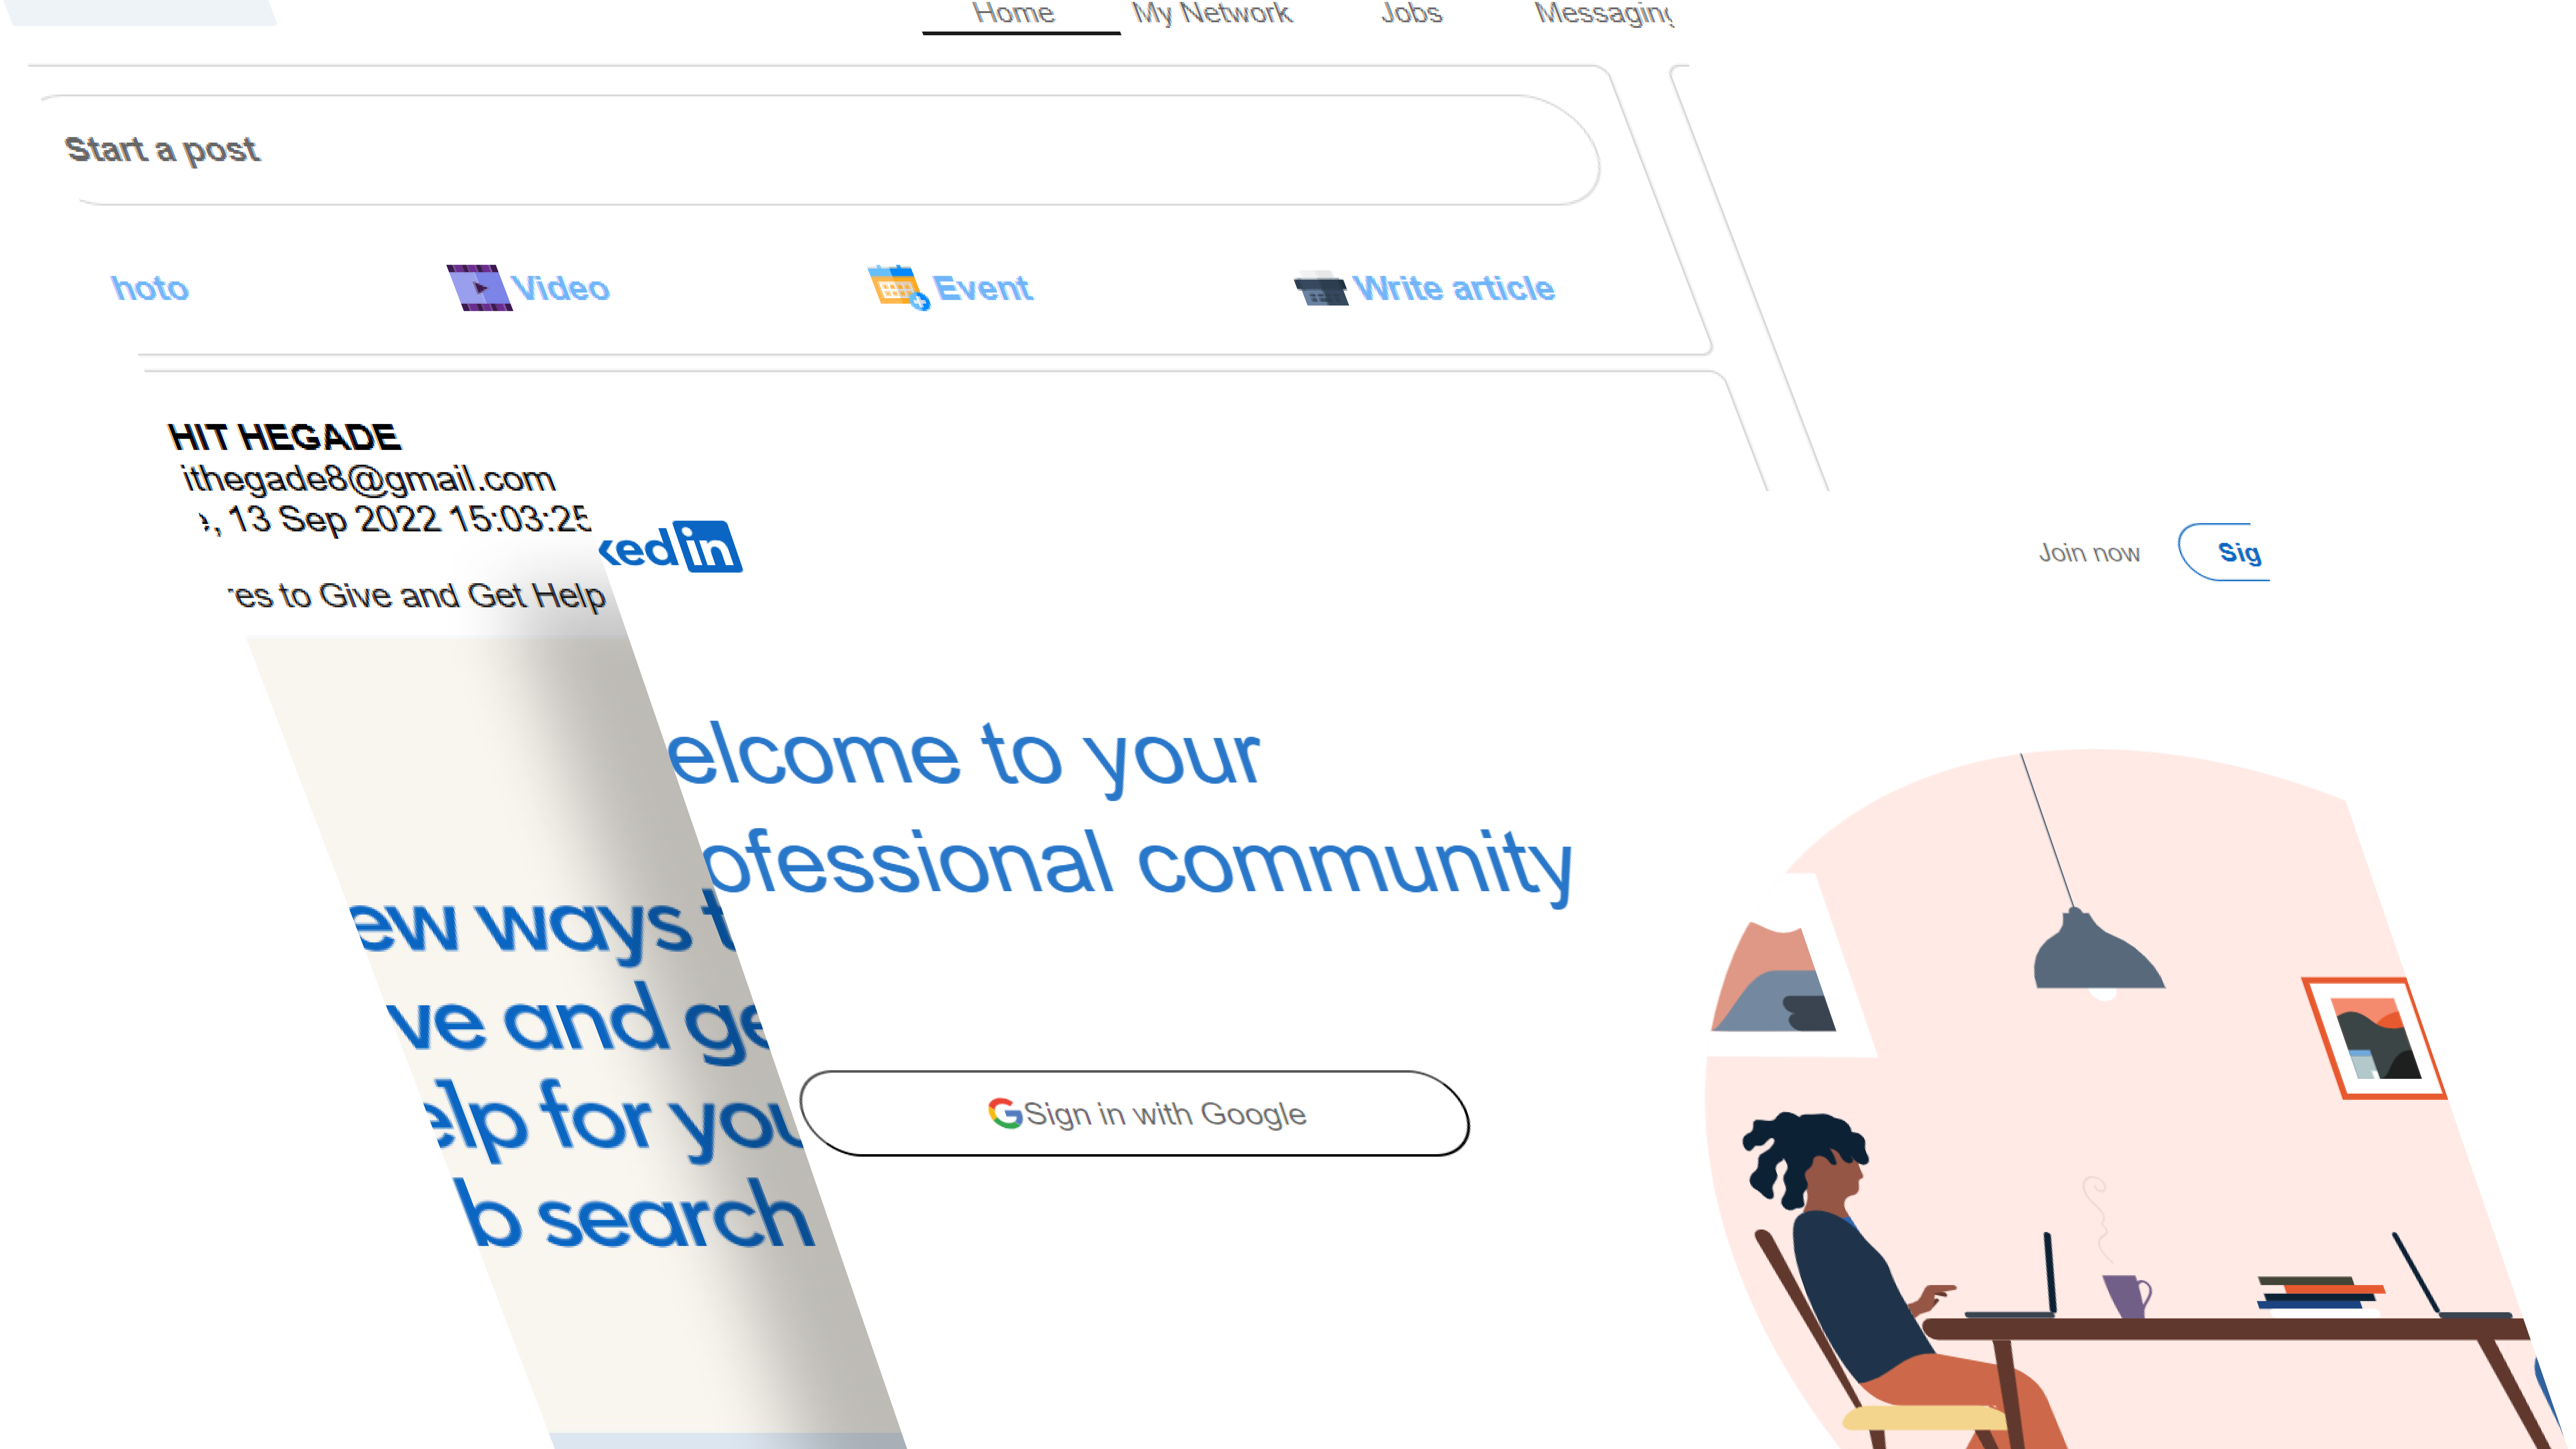 Home My Network Jobs Messaging
Start a post
hoto Video Event Write article
HIT HEGADE
ithegade8@gmail.com
, 13 Sep 2022 15:03:25
kedin
Join now Sig
es to Give and Get Help
elcome to your
ofessional community
ew ways t
ve and ge
elp for you
b search
Sign in with Google